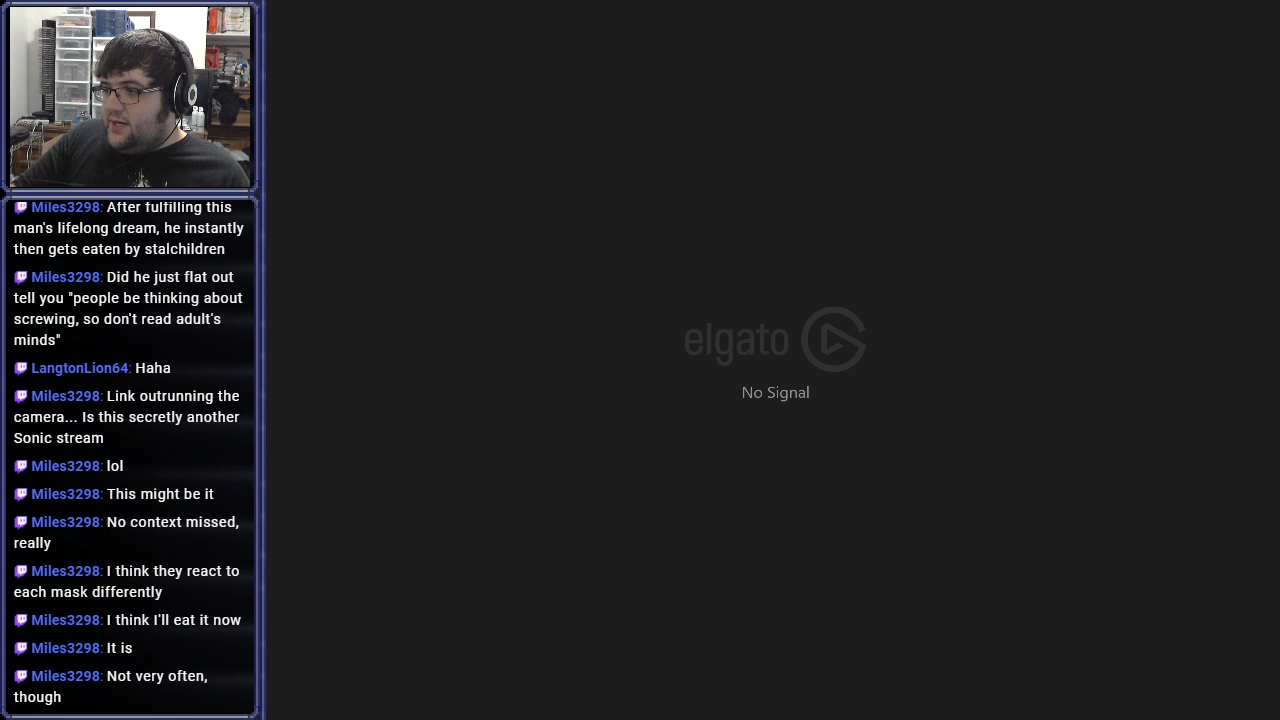 Miles3298: After fulfilling this
man's lifelong dream, he instantly
then gets eaten by stalchildren
Miles3298: Did he just flat out
tell you "people be thinking about
screwing, so don't read adult's
minds"
LangtonLion64: Haha
Miles3298: Link outrunning the
camera... Is this secretly another
Sonic stream
Miles3298: lol
Miles3298: This might be it
Miles3298: No context missed,
really
Miles3298: I think they react to
each mask differently
Miles3298: I think I'll eat it now
Miles3298: It is
Miles3298: Not very often,
though
elgato
No Signal